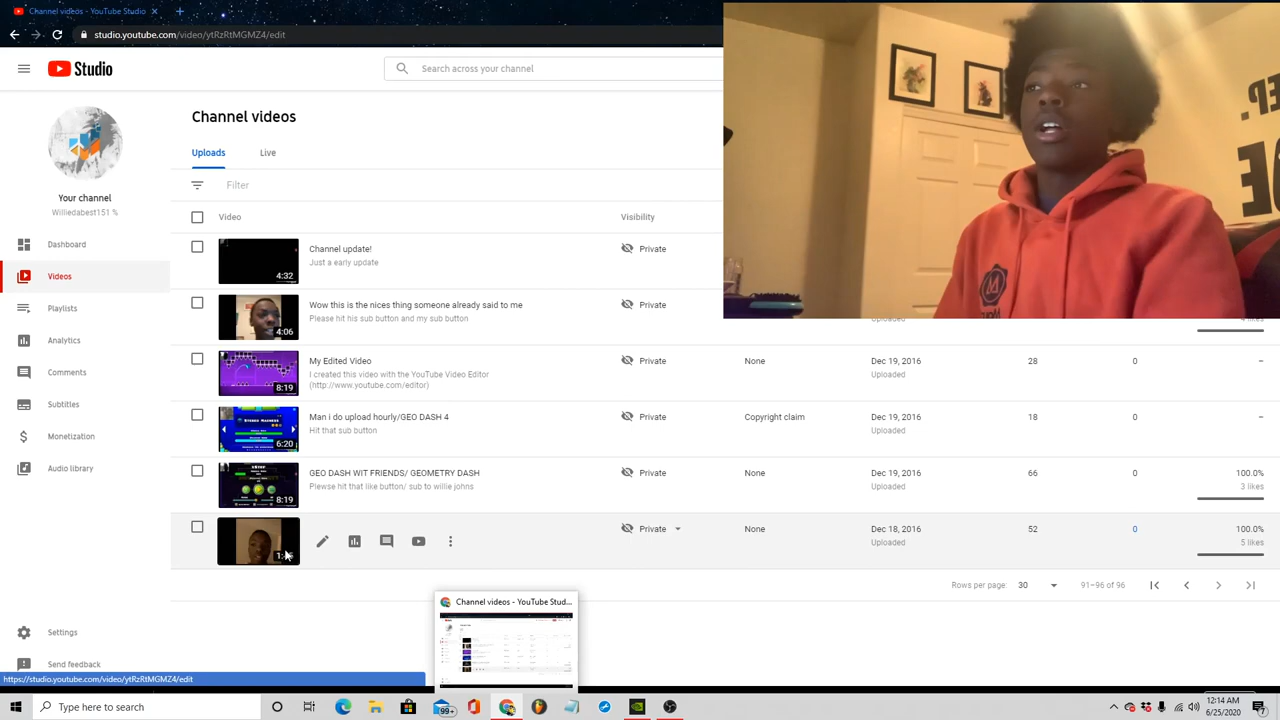 Channel videos - YouTube Studio
studio.youtube.com/video/ytRzRtMGMZ4/edit
Studio
Search across your channel
Channel videos
Uploads
Live
Filter
Your channel
Williedabest151 %
Dashboard
Videos
Playlists
Analytics
Comments
Subtitles
Monetization
Audio library
Settings
Send feedback
Video
Visibility
Channel update!
Just a early update
4:32
Private
Wow this is the nices thing someone already said to me
Please hit his sub button and my sub button
4:06
Private
My Edited Video
I created this video with the YouTube Video Editor
(http://www.youtube.com/editor)
8:19
Private
None
Dec 19, 2016
Uploaded
28
0
–
Man i do upload hourly/GEO DASH 4
Hit that sub button
6:20
Private
Copyright claim
Dec 19, 2016
Uploaded
18
0
–
GEO DASH WIT FRIENDS/ GEOMETRY DASH
Plewse hit that like button/ sub to willie johns
8:19
Private
None
Dec 19, 2016
Uploaded
66
0
100.0%
3 likes
Private
None
Dec 18, 2016
Uploaded
52
0
100.0%
5 likes
Rows per page: 30
91–96 of 96
Channel videos - YouTube Stud...
https://studio.youtube.com/video/ytRzRtMGMZ4/edit
Type here to search
99+
12:14 AM
6/25/2020
7